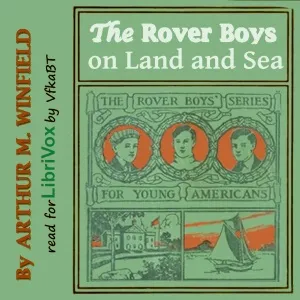 The Rover Boys
on Land and Sea
THE ROVER BOYS' SERIES
FOR YOUNG AMERICANS
By ARTHUR M. WINFIELD
read for LibriVox by VfkaBT